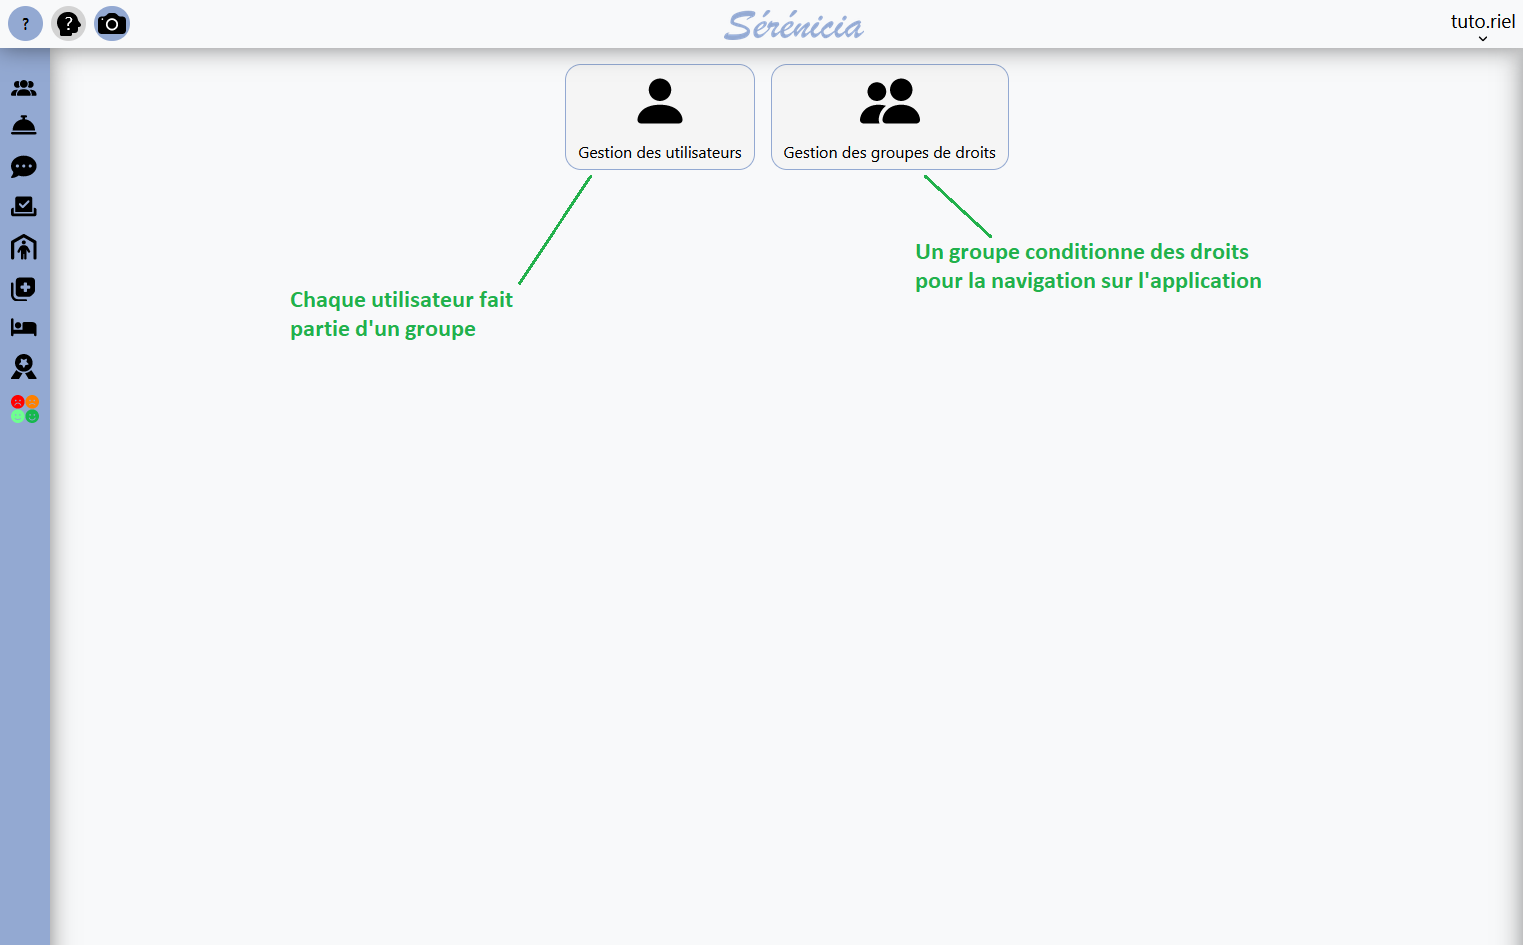 ?
?
Sérénicia
tuto.riel
Gestion des utilisateurs
Gestion des groupes de droits
Un groupe conditionne des droits
pour la navigation sur l'application
Chaque utilisateur fait
partie d'un groupe